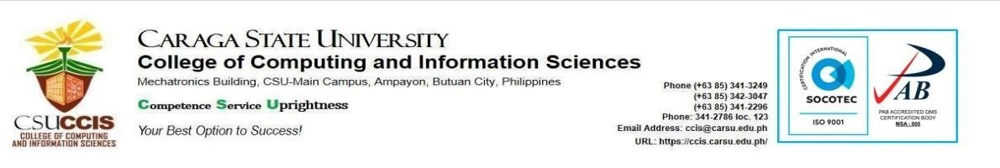 CSUCCIS
COLLEGE OF COMPUTING
AND INFORMATION SCIENCES
CARAGA STATE UNIVERSITY
College of Computing and Information Sciences
Mechatronics Building, CSU-Main Campus, Ampayon, Butuan City, Philippines
Competence Service Uprightness
Your Best Option to Success!
Phone (+63 85) 341-3249
(+63 85) 342-3047
(+63 85) 341-2296
Phone: 341-2786 loc. 123
Email Address: ccis@carsu.edu.ph
URL: https://ccis.carsu.edu.ph/
CERTIFICATION INTERNATIONAL
SOCOTEC
ISO 9001
PAB
PAB ACCREDITED QMS
CERTIFICATION BODY
MSA - 005